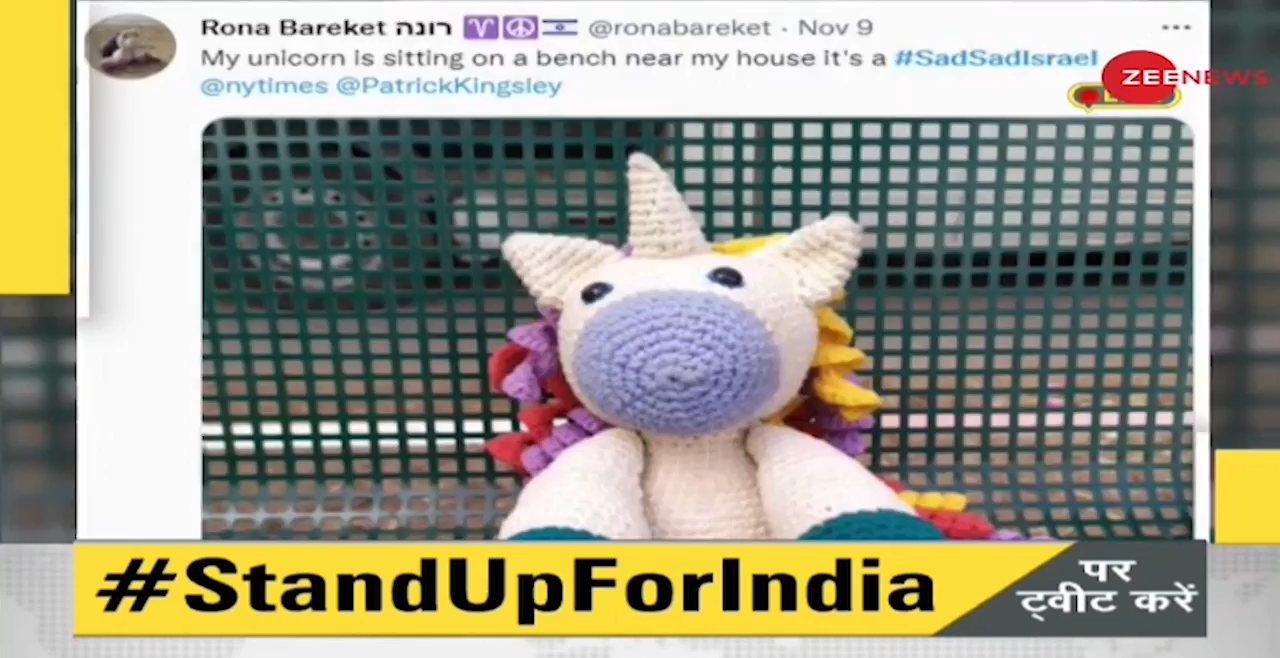 Rona Bareket רונה ♈☮🇮🇱 @ronabareket · Nov 9 ...
My unicorn is sitting on a bench near my house it's a #SadSadIsrael
@nytimes @PatrickKingsley
ZEE NEWS
#StandUpForIndia
पर
ट्वीट करें